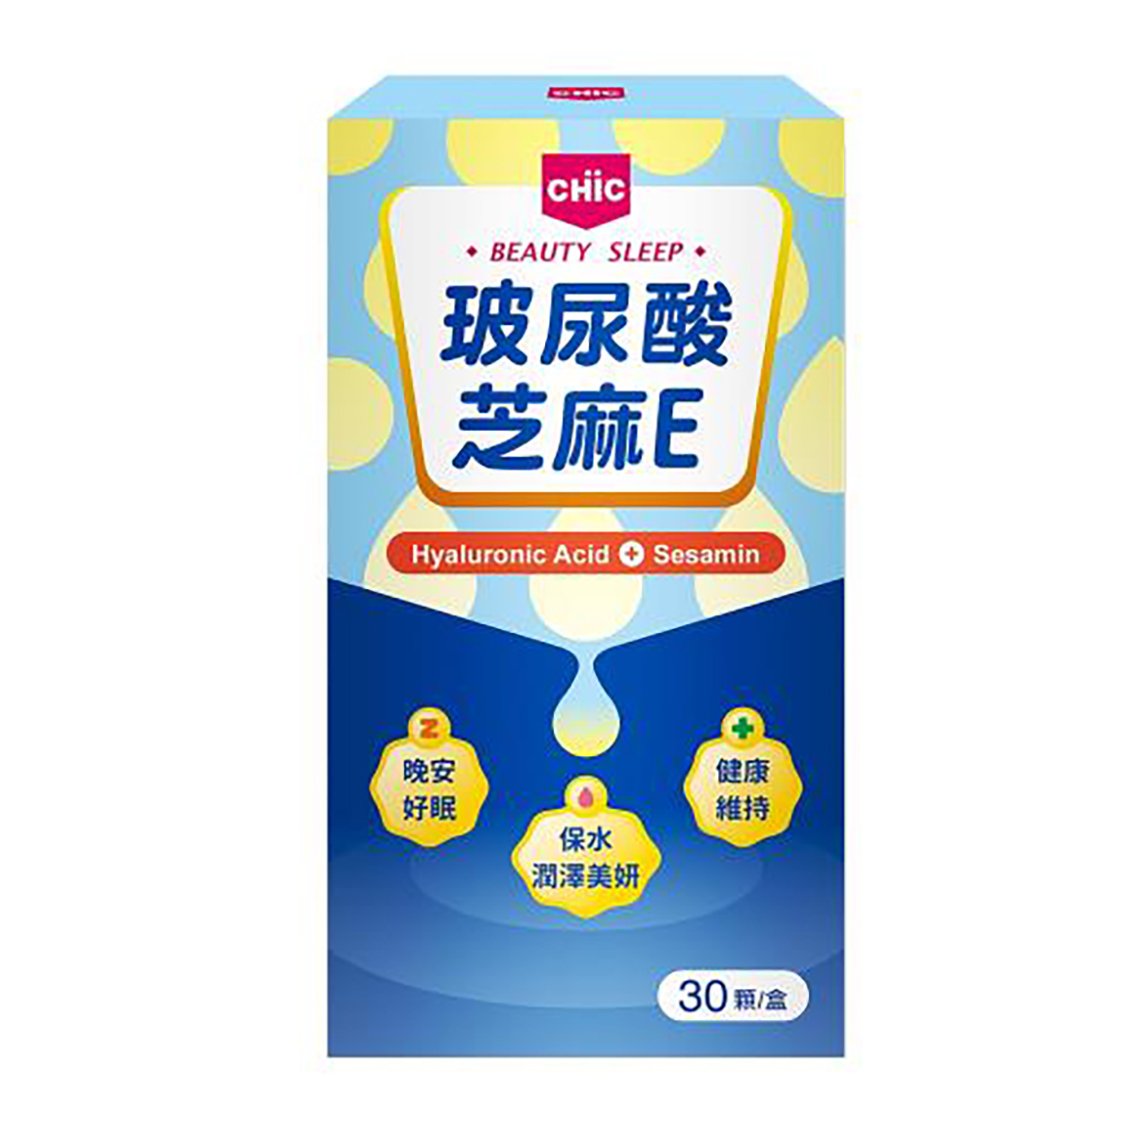 CHIC
CHIC
BEAUTY SLEEP
玻尿酸
芝麻E
Hyaluronic Acid + Sesamin
Z
晚安
好眠
保水
潤澤美妍
健康
維持
30顆/盒